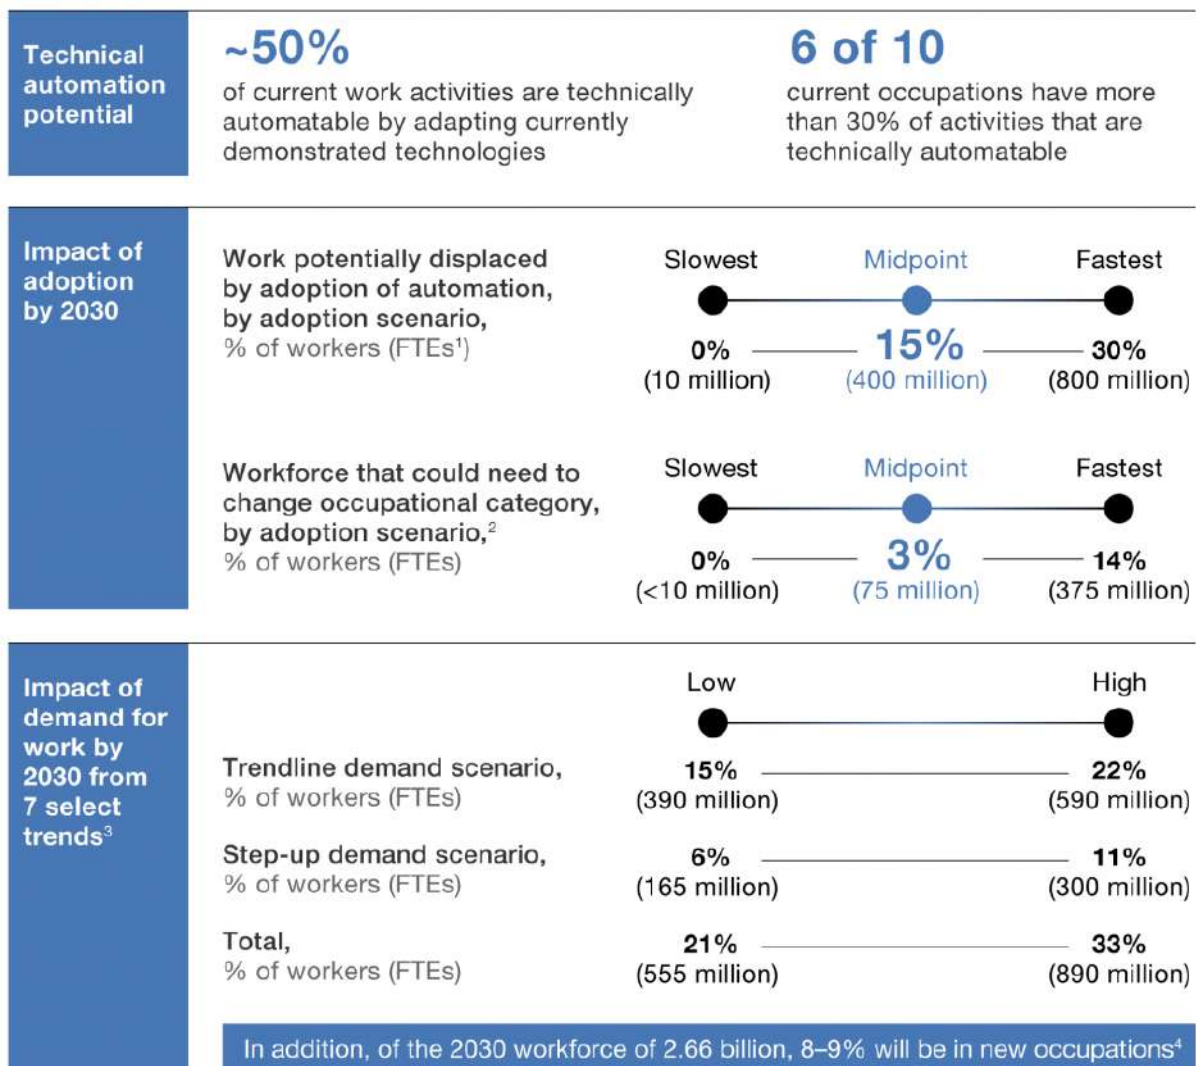 Technical
automation
potential
~50%
of current work activities are technically
automatable by adapting currently
demonstrated technologies
6 of 10
current occupations have more
than 30% of activities that are
technically automatable
Impact of
adoption
by 2030
Work potentially displaced
by adoption of automation,
by adoption scenario,
% of workers (FTEs¹)
Slowest Midpoint Fastest
0% 15% 30%
(10 million) (400 million) (800 million)
Workforce that could need to
change occupational category,
by adoption scenario,²
% of workers (FTEs)
Slowest Midpoint Fastest
0% 3% 14%
(<10 million) (75 million) (375 million)
Impact of
demand for
work by
2030 from
7 select
trends³
Low High
Trendline demand scenario,
% of workers (FTEs)
15% 22%
(390 million) (590 million)
Step-up demand scenario,
% of workers (FTEs)
6% 11%
(165 million) (300 million)
Total,
% of workers (FTEs)
21% 33%
(555 million) (890 million)
In addition, of the 2030 workforce of 2.66 billion, 8–9% will be in new occupations⁴